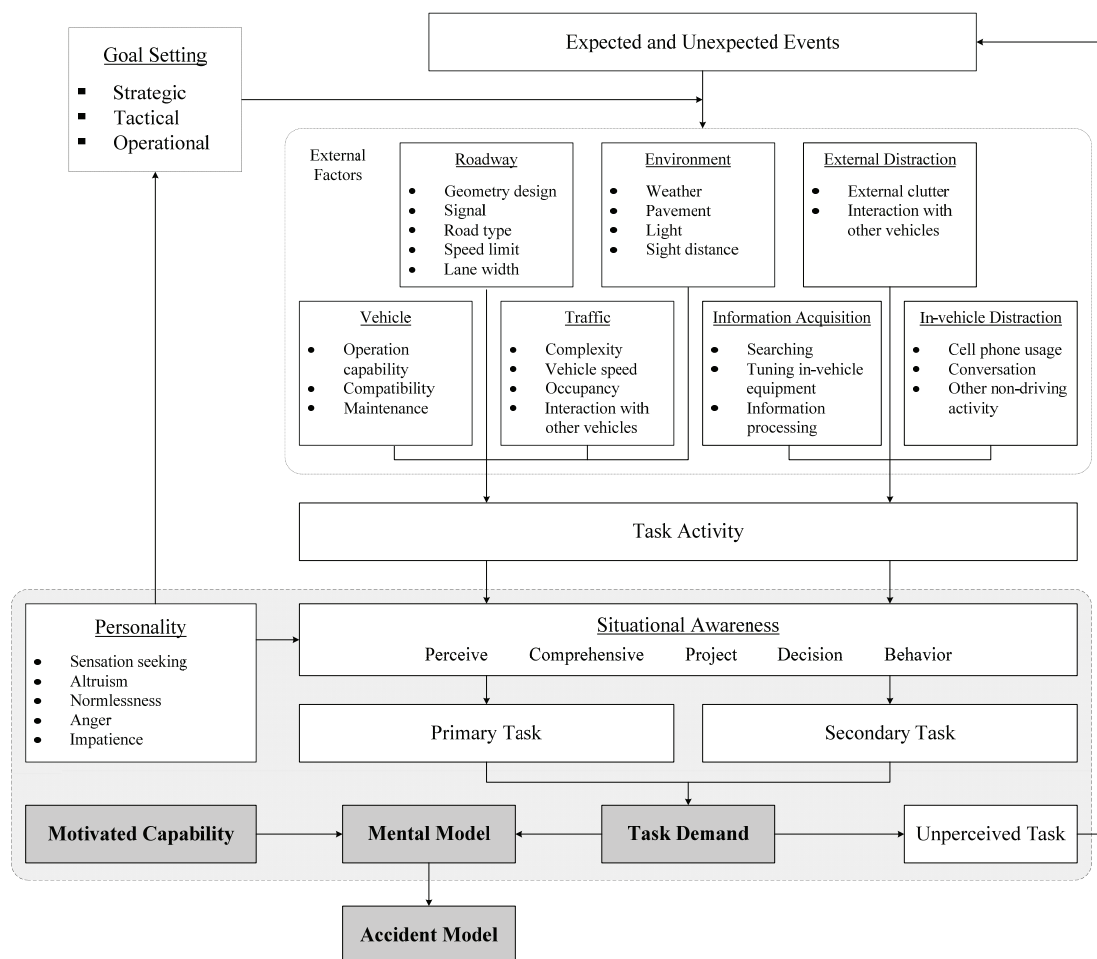 Goal Setting
▪ Strategic
▪ Tactical
▪ Operational
Expected and Unexpected Events
External
Factors
Roadway
• Geometry design
• Signal
• Road type
• Speed limit
• Lane width
Environment
• Weather
• Pavement
• Light
• Sight distance
External Distraction
• External clutter
• Interaction with
other vehicles
Vehicle
• Operation
capability
• Compatibility
• Maintenance
Traffic
• Complexity
• Vehicle speed
• Occupancy
• Interaction with
other vehicles
Information Acquisition
• Searching
• Tuning in-vehicle
equipment
• Information
processing
In-vehicle Distraction
• Cell phone usage
• Conversation
• Other non-driving
activity
Task Activity
Personality
• Sensation seeking
• Altruism
• Normlessness
• Anger
• Impatience
Situational Awareness
Perceive Comprehensive Project Decision Behavior
Primary Task
Secondary Task
Motivated Capability
Mental Model
Task Demand
Unperceived Task
Accident Model